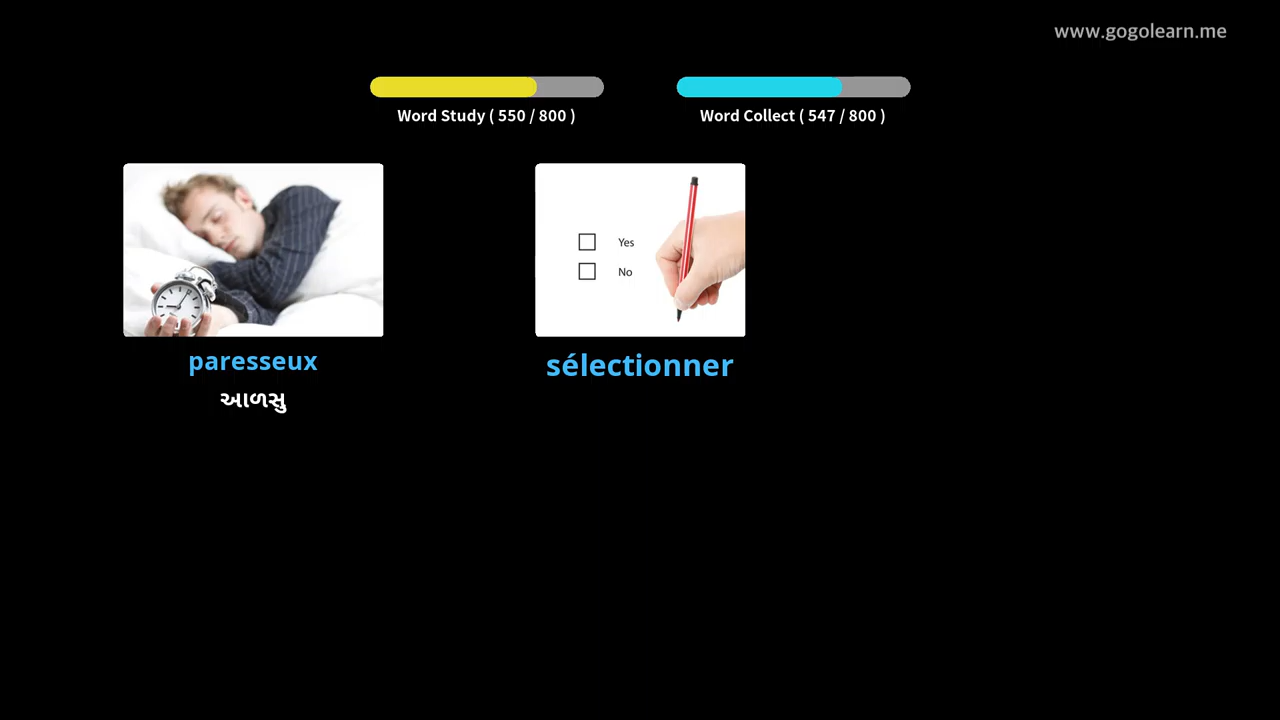 www.gogolearn.me
Word Study ( 550 / 800 )
Word Collect ( 547 / 800 )
Yes
No
paresseux
sélectionner
આળસુ